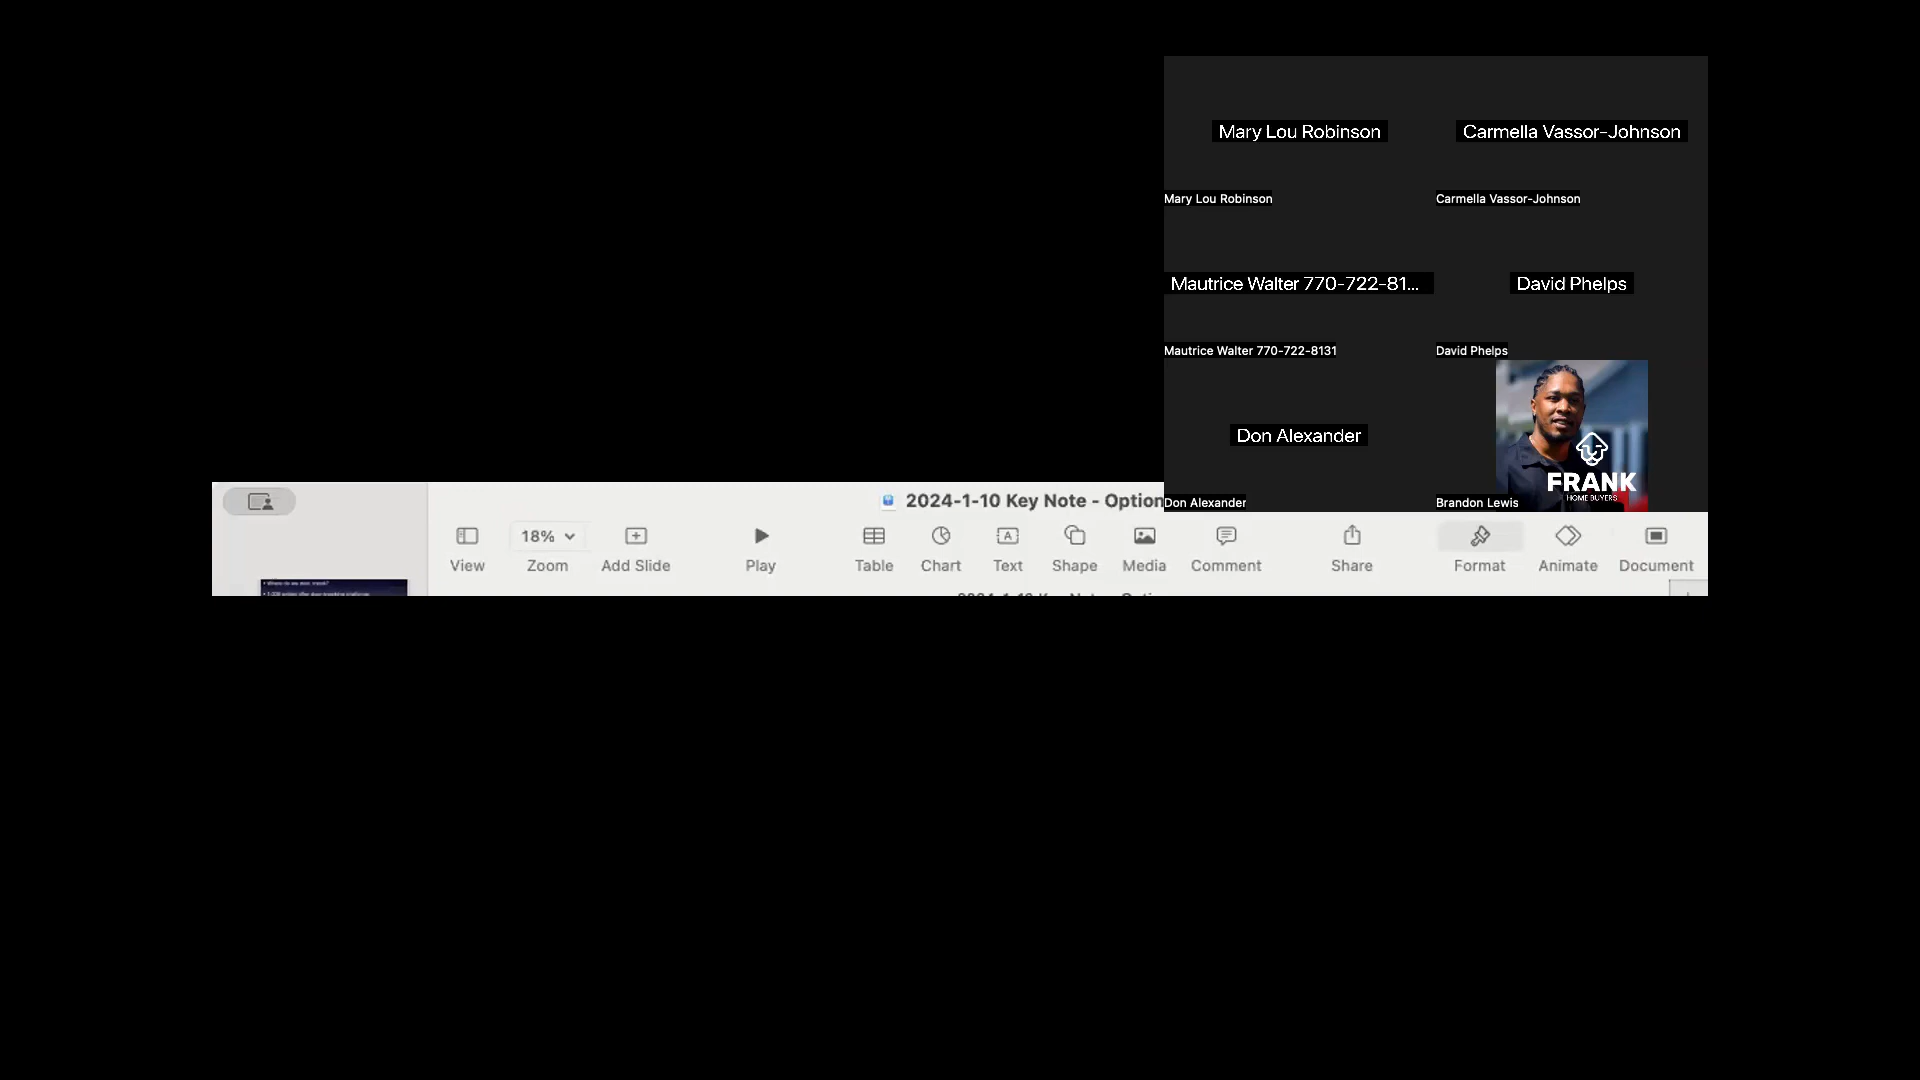 Mary Lou Robinson
Carmella Vassor-Johnson
Mary Lou Robinson
Carmella Vassor-Johnson
Mautrice Walter 770-722-81...
David Phelps
Mautrice Walter 770-722-8131
David Phelps
Don Alexander
FRANK
HOME BUYERS
Don Alexander
Brandon Lewis
2024-1-10 Key Note - Option
18%
View
Zoom
Add Slide
Play
Table
Chart
Text
Shape
Media
Comment
Share
Format
Animate
Document